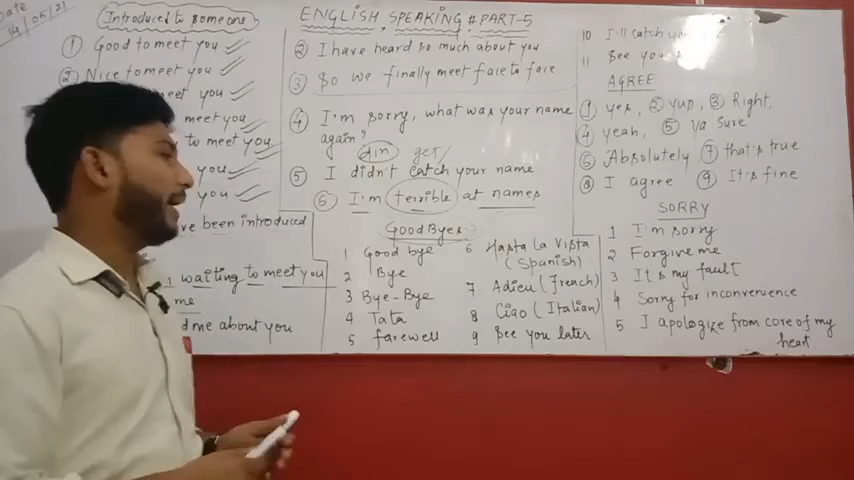 Date
14/05/21
Introduced to someone
ENGLISH SPEAKING # PART-5
① Good to meet you
② Nice to meet you
meet you
meet you
to meet you
you
you
ve been introduced
waiting to meet you
me
d me about you
② I have heard so much about you
③ So we finally meet face to face
④ I'm sorry, what was your name
again?
get/
⑤ I didn't catch your name
⑥ I'm terrible at names
GoodByes
1 Good bye
2 Bye
3 Bye-Bye
4 Tata
5 farewell
6 Hasta La Vista
(Spanish)
7 Adieu (French)
8 Ciao (Italian)
9 See you later
10 I'll catch yo
11 See you
AGREE
① yes, ② yup, ③ Right,
④ yeah, ⑤ ya sure
⑥ Absolutely ⑦ that's true
⑧ I agree ⑨ It's fine
SORRY
1 I'm sorry
2 Forgive me
3 It's my fault
4 Sorry for inconvenience
5 I apologize from core of my
heart